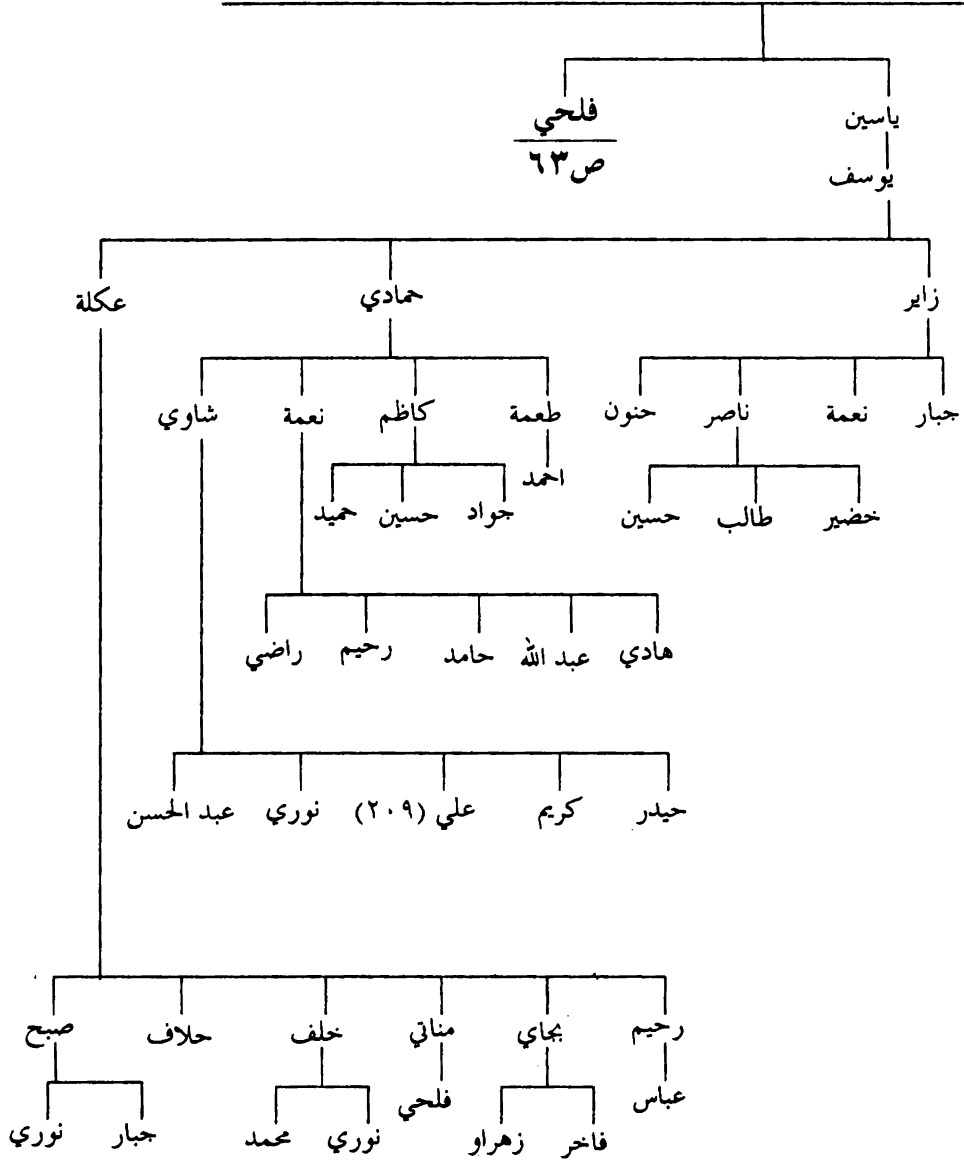 ياسين فلحي
ص٦٣
يوسف
زاير حمادي عكلة
جبار نعمة ناصر حنون طعمة كاظم نعمة شاوي
احمد
خضير طالب حسين جواد حسين حميد
هادي عبد الله حامد رحيم راضي
حيدر كريم علي (٢٠٩) نوري عبد الحسن
رحيم بجاي مناتي خلف حلاف صبح
عباس فلحي
فاخر زهراو نوري محمد جبار نوري